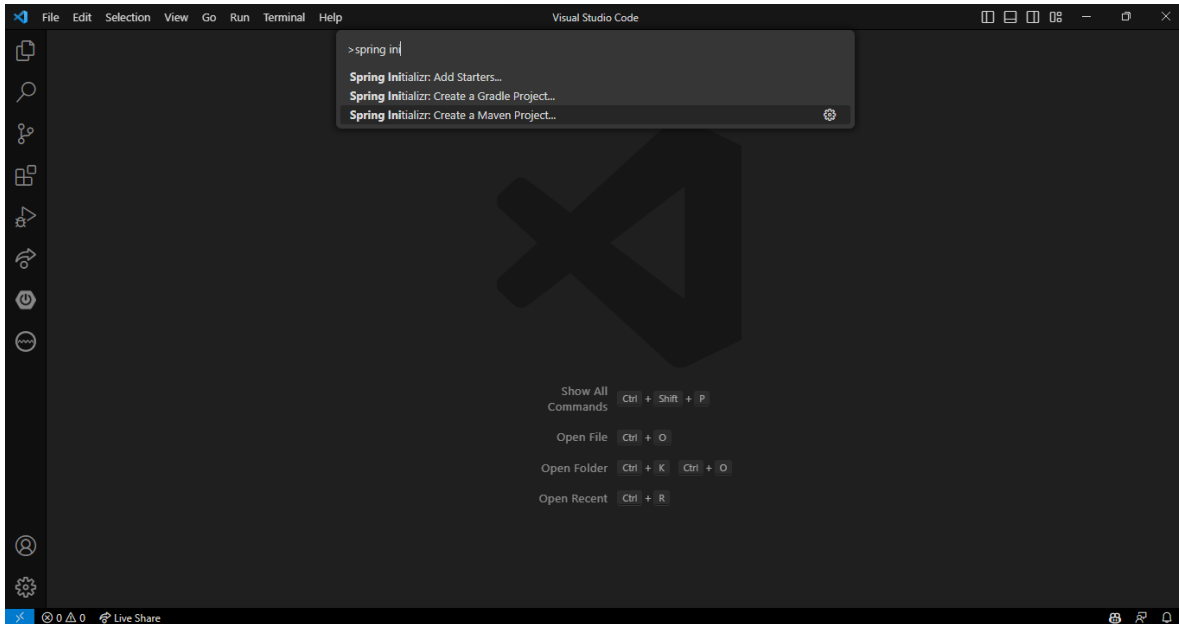 File Edit Selection View Go Run Terminal Help Visual Studio Code
>spring ini
Spring Initializr: Add Starters...
Spring Initializr: Create a Gradle Project...
Spring Initializr: Create a Maven Project...
Show All Commands Ctrl + Shift + P
Open File Ctrl + O
Open Folder Ctrl + K Ctrl + O
Open Recent Ctrl + R
0 0 Live Share